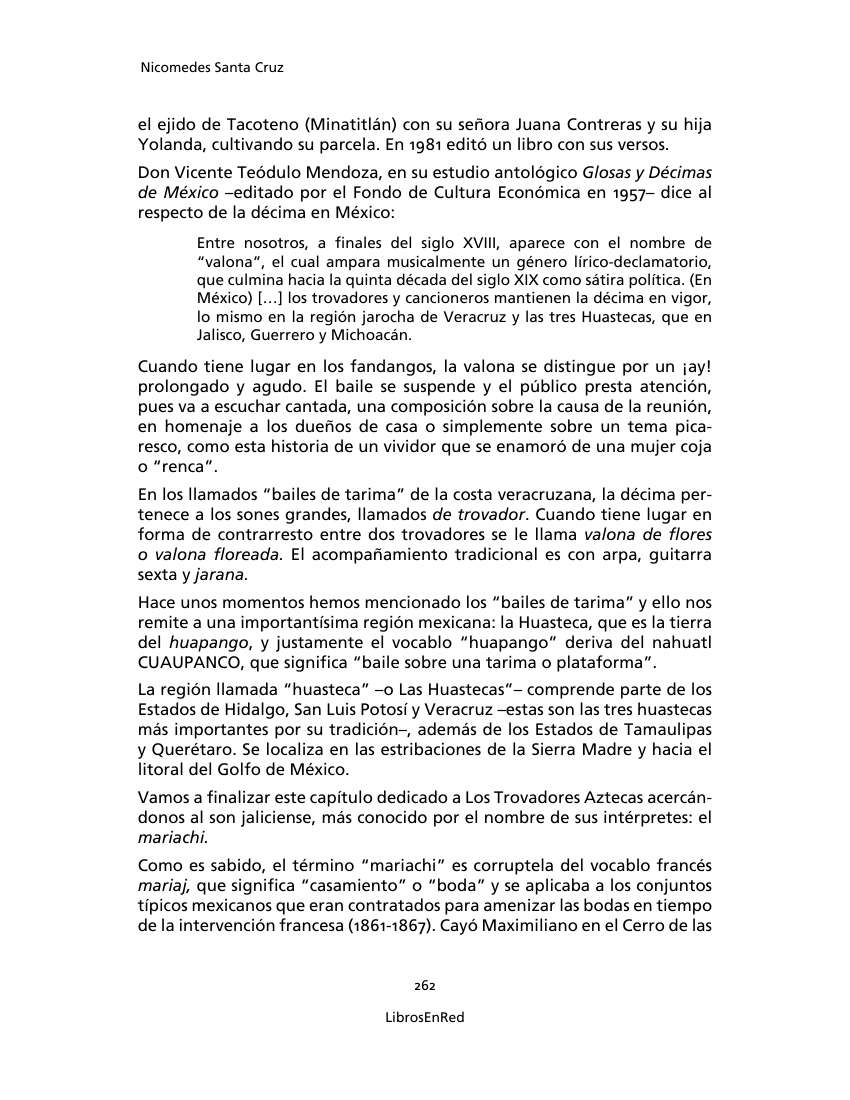 Nicomedes Santa Cruz
el ejido de Tacoteno (Minatitlán) con su señora Juana Contreras y su hija
Yolanda, cultivando su parcela. En 1981 editó un libro con sus versos.
Don Vicente Teódulo Mendoza, en su estudio antológico Glosas y Décimas
de México –editado por el Fondo de Cultura Económica en 1957– dice al
respecto de la décima en México:
Entre nosotros, a finales del siglo XVIII, aparece con el nombre de
“valona”, el cual ampara musicalmente un género lírico-declamatorio,
que culmina hacia la quinta década del siglo XIX como sátira política. (En
México) […] los trovadores y cancioneros mantienen la décima en vigor,
lo mismo en la región jarocha de Veracruz y las tres Huastecas, que en
Jalisco, Guerrero y Michoacán.
Cuando tiene lugar en los fandangos, la valona se distingue por un ¡ay!
prolongado y agudo. El baile se suspende y el público presta atención,
pues va a escuchar cantada, una composición sobre la causa de la reunión,
en homenaje a los dueños de casa o simplemente sobre un tema pica-
resco, como esta historia de un vividor que se enamoró de una mujer coja
o “renca”.
En los llamados “bailes de tarima” de la costa veracruzana, la décima per-
tenece a los sones grandes, llamados de trovador. Cuando tiene lugar en
forma de contrarresto entre dos trovadores se le llama valona de flores
o valona floreada. El acompañamiento tradicional es con arpa, guitarra
sexta y jarana.
Hace unos momentos hemos mencionado los “bailes de tarima” y ello nos
remite a una importantísima región mexicana: la Huasteca, que es la tierra
del huapango, y justamente el vocablo “huapango” deriva del nahuatl
CUAUPANCO, que significa “baile sobre una tarima o plataforma”.
La región llamada “huasteca” –o Las Huastecas”– comprende parte de los
Estados de Hidalgo, San Luis Potosí y Veracruz –estas son las tres huastecas
más importantes por su tradición–, además de los Estados de Tamaulipas
y Querétaro. Se localiza en las estribaciones de la Sierra Madre y hacia el
litoral del Golfo de México.
Vamos a finalizar este capítulo dedicado a Los Trovadores Aztecas acercán-
donos al son jaliciense, más conocido por el nombre de sus intérpretes: el
mariachi.
Como es sabido, el término “mariachi” es corruptela del vocablo francés
mariaj, que significa “casamiento” o “boda” y se aplicaba a los conjuntos
típicos mexicanos que eran contratados para amenizar las bodas en tiempo
de la intervención francesa (1861-1867). Cayó Maximiliano en el Cerro de las
262
LibrosEnRed